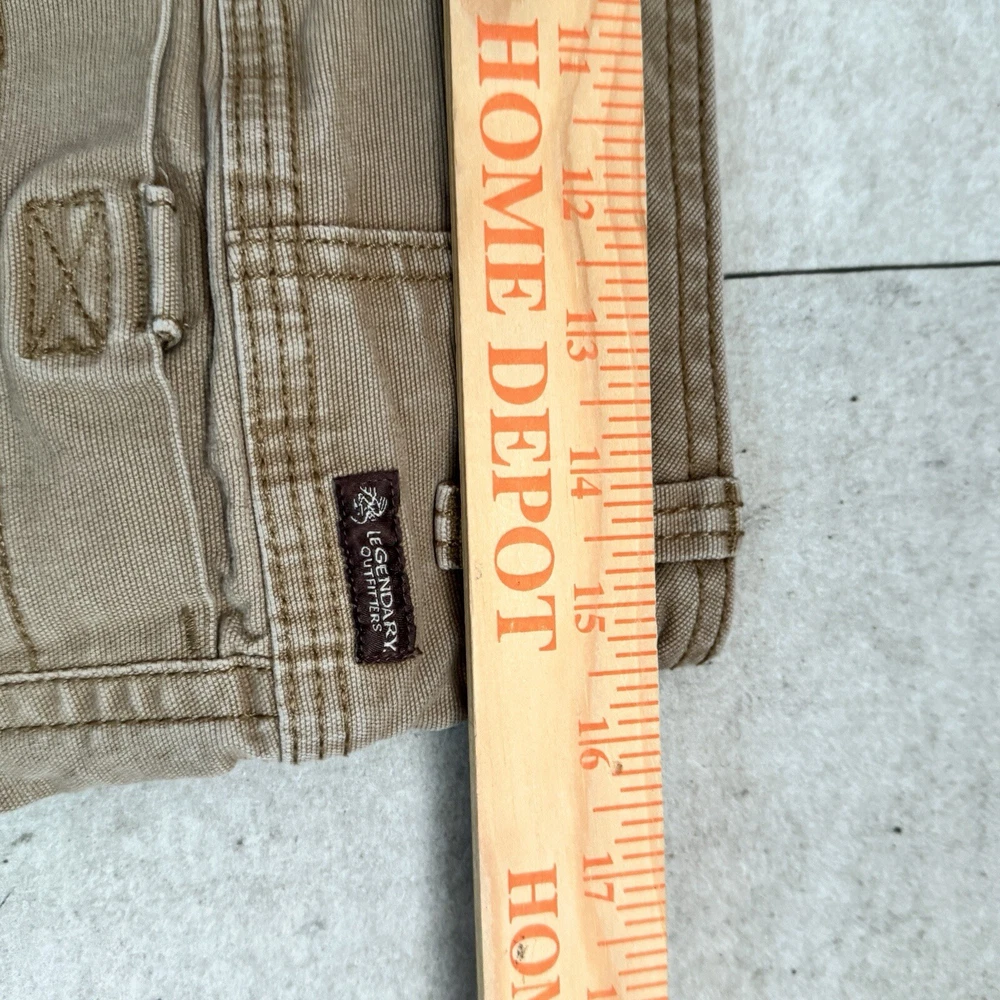 HOME DEPOT
HOM
11
12
13
14
15
16
17
LEGENDARY
OUTFITTERS